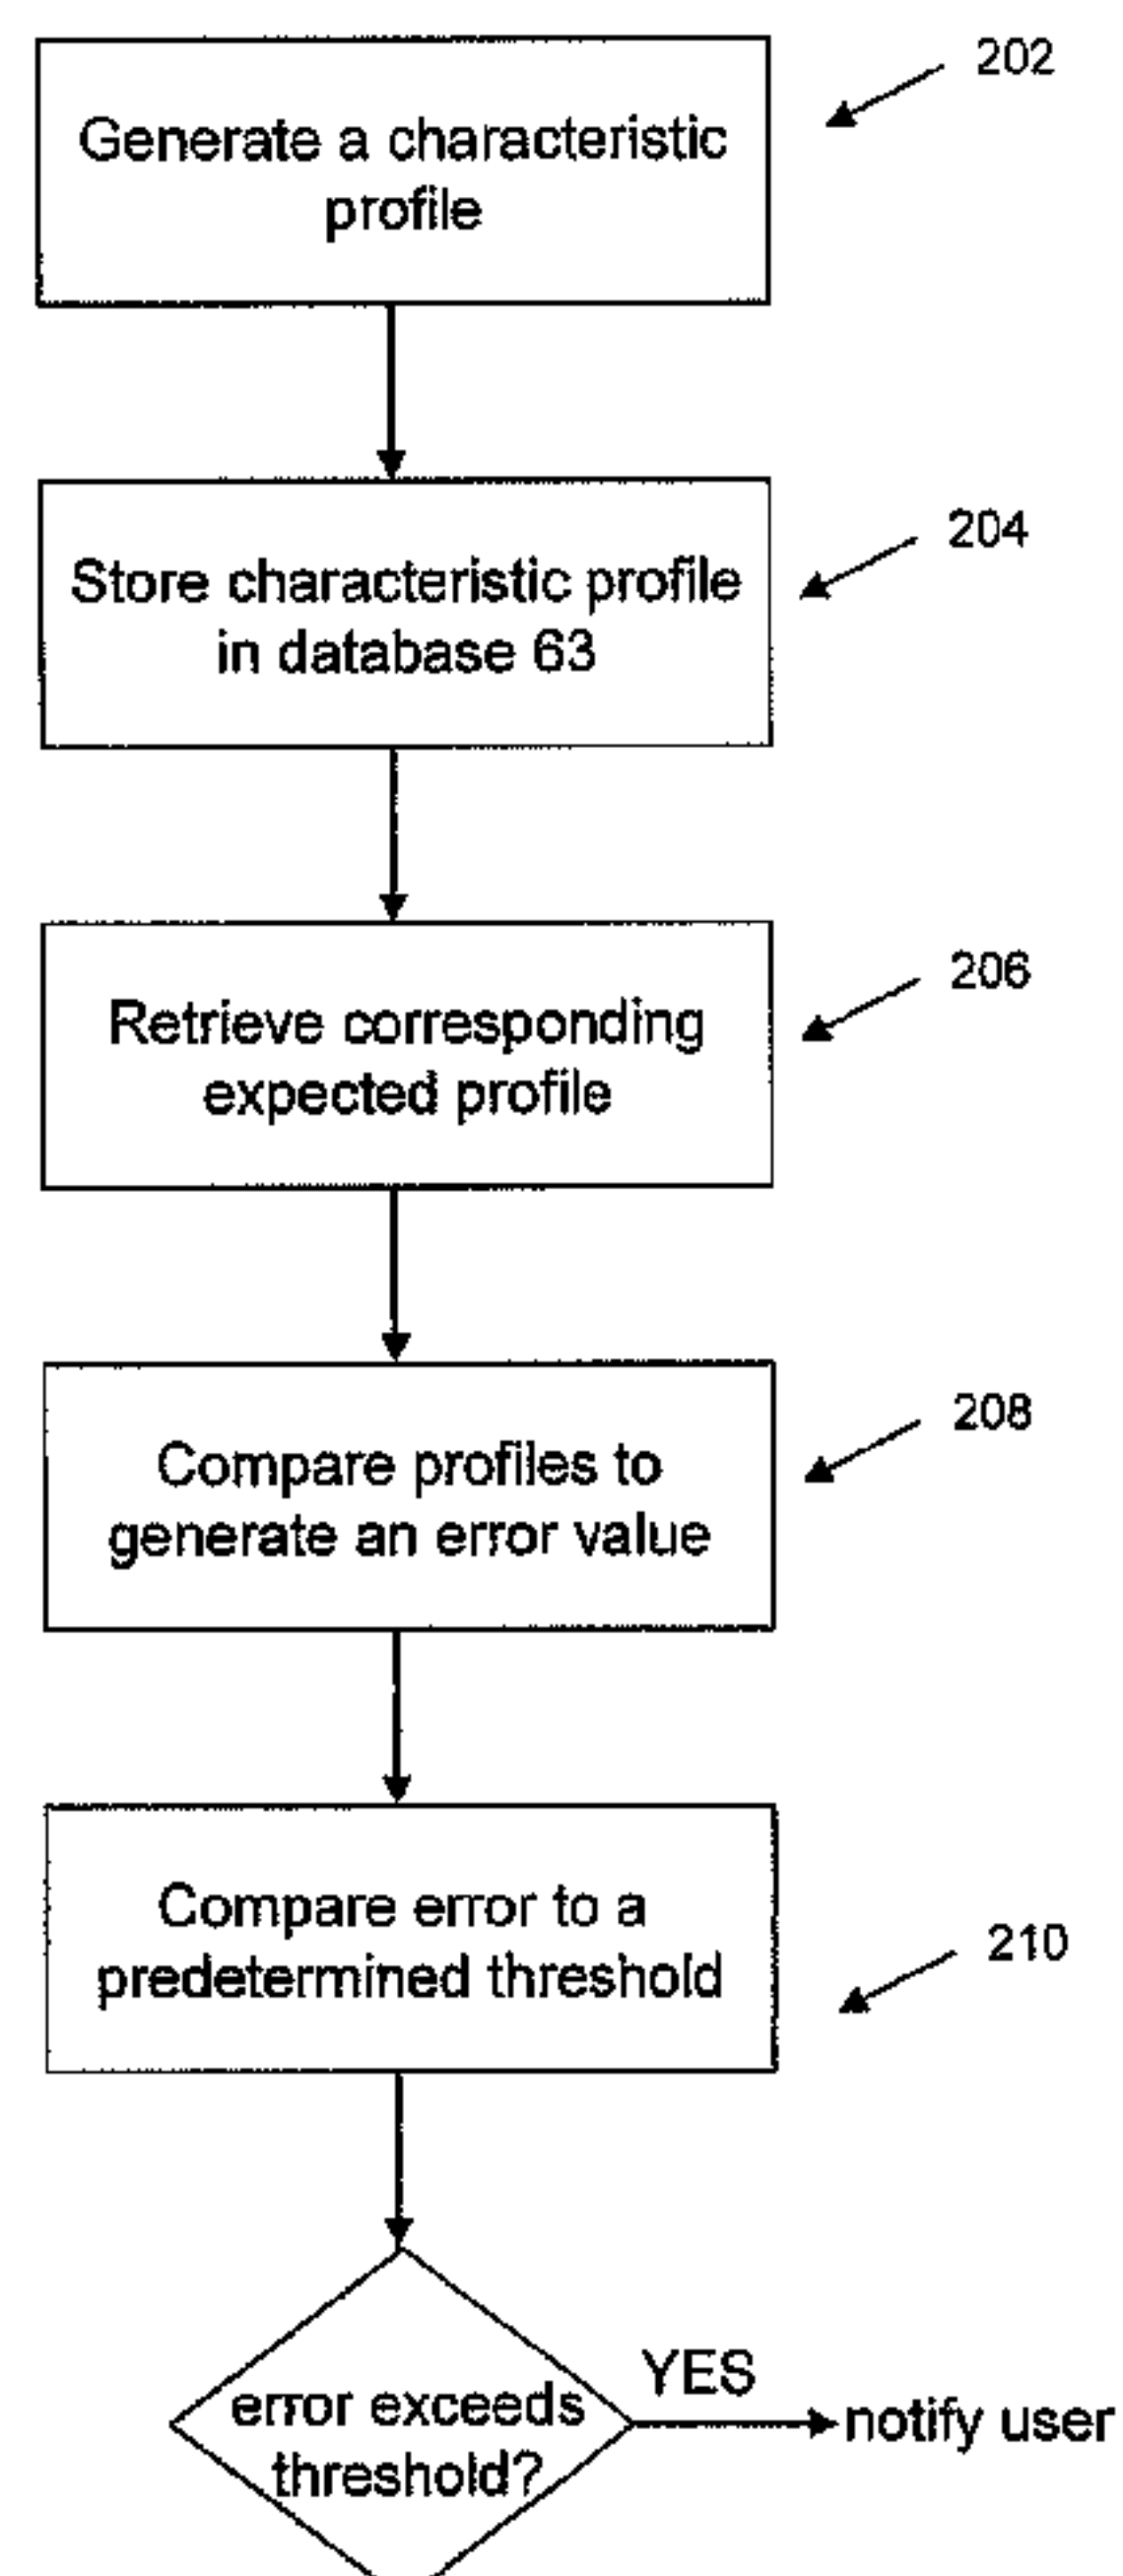 202
Generate a characteristic
profile
204
Store characteristic profile
in database 63
206
Retrieve corresponding
expected profile
208
Compare profiles to
generate an error value
210
Compare error to a
predetermined threshold
YES
error exceeds
threshold?
notify user